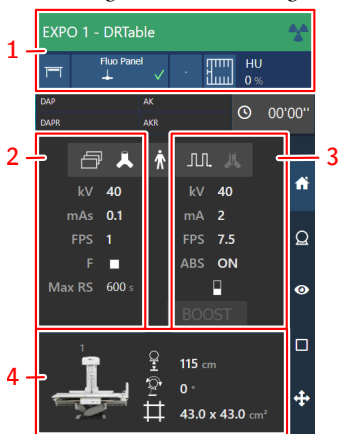 EXPO 1 - DRTable
1
Fluo Panel
HU
0 %
DAP AK
DAPR AKR
00'00"
2
3
kV 40
mAs 0.1
FPS 1
F
Max RS 600 s
kV 40
mA 2
FPS 7.5
ABS ON
BOOST
4
1
115 cm
0 °
43.0 x 43.0 cm²